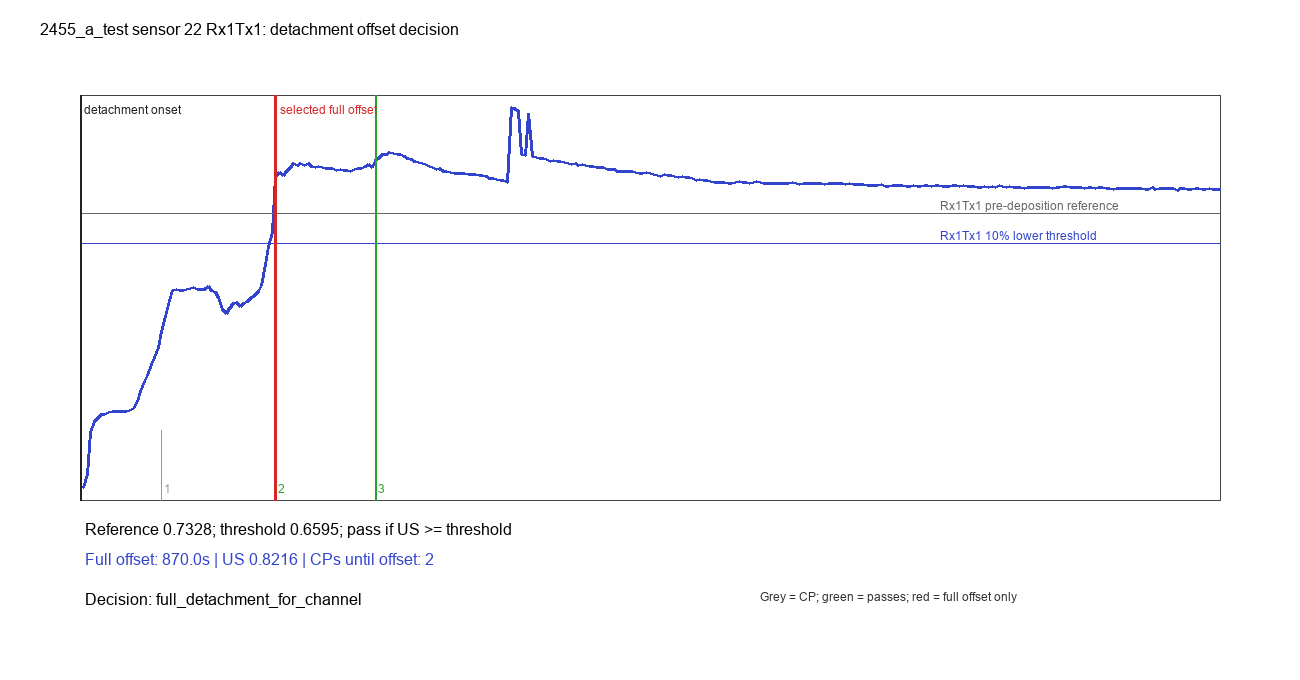 2455_a_test sensor 22 Rx1Tx1: detachment offset decision
detachment onset
selected full offset
Rx1Tx1 pre-deposition reference
Rx1Tx1 10% lower threshold
1
2
3
Reference 0.7328; threshold 0.6595; pass if US >= threshold
Full offset: 870.0s | US 0.8216 | CPs until offset: 2
Decision: full_detachment_for_channel
Grey = CP; green = passes; red = full offset only